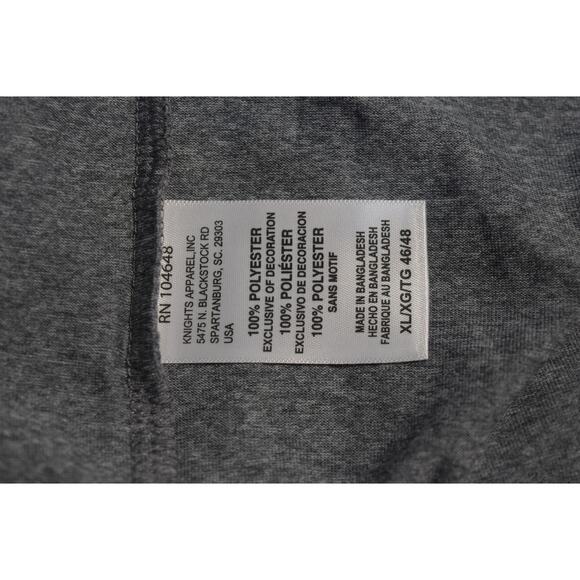 RN 104648
KNIGHTS APPAREL,INC
5475 N. BLACKSTOCK RD
SPARTANBURG, SC. 29303
USA
100% POLYESTER
EXCLUSIVE OF DECORATION
100% POLIÉSTER
EXCLUSIVO DE DECORACION
100% POLYESTER
SANS MOTIF
MADE IN BANGLADESH
HECHO EN BANGLADESH
FABRIQUE AU BANGLADESH
XL/XG/TG 46/48